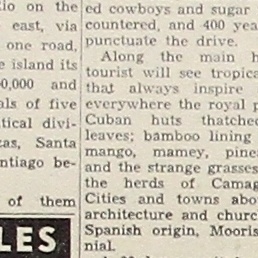 io on the
east, via
one road,
e island its
0,000 and
als of five
tical divi-
as, Santa
ntiago be-
of them
LES
ed cowboys and sugar
countered, and 400 yea
punctuate the drive.
Along the main h
tourist will see tropica
that always inspire
everywhere the royal p
Cuban huts thatched
leaves; bamboo lining
mango, mamey, pine
and the strange grasses
the herds of Camag
Cities and towns abo
architecture and churc
Spanish origin, Mooris
nial.